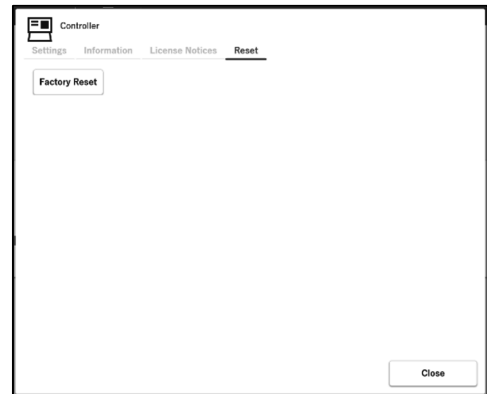 Controller
Settings Information License Notices Reset
Factory Reset
Close